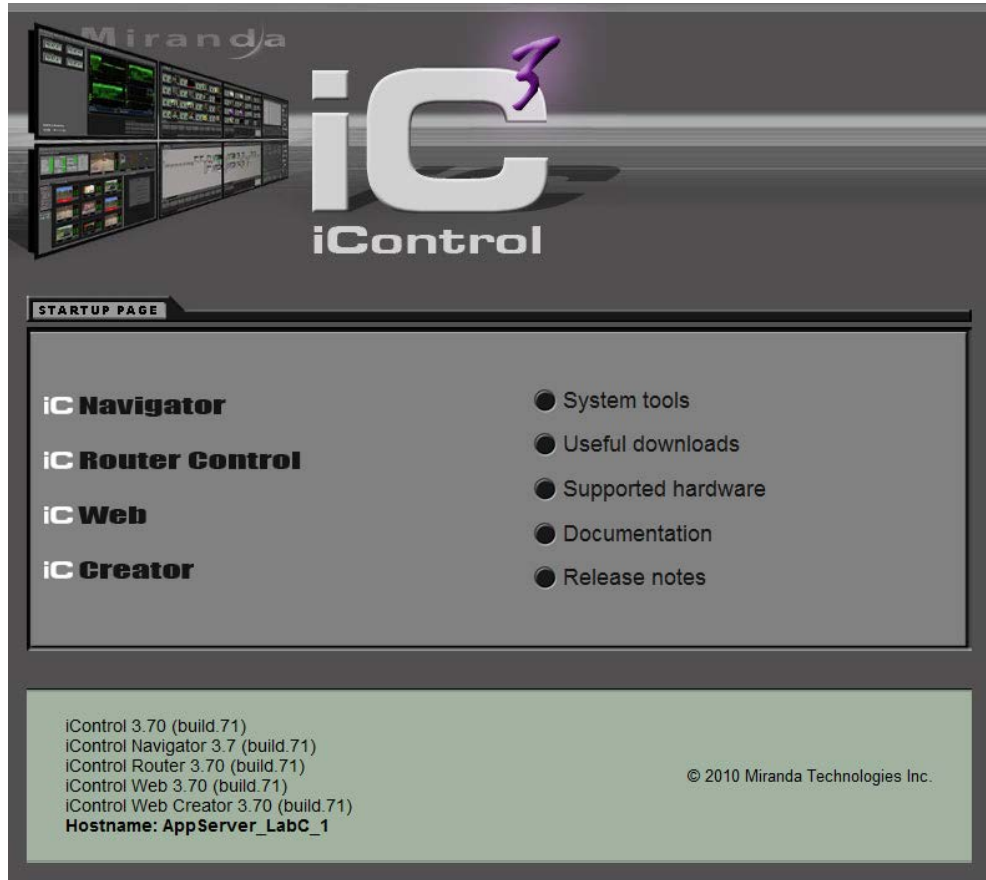 Miranda
iC3
iControl
STARTUP PAGE
iC Navigator
iC Router Control
iC Web
iC Creator
System tools
Useful downloads
Supported hardware
Documentation
Release notes
iControl 3.70 (build.71)
iControl Navigator 3.7 (build.71)
iControl Router 3.70 (build.71)
iControl Web 3.70 (build.71)
iControl Web Creator 3.70 (build.71)
Hostname: AppServer_LabC_1
© 2010 Miranda Technologies Inc.